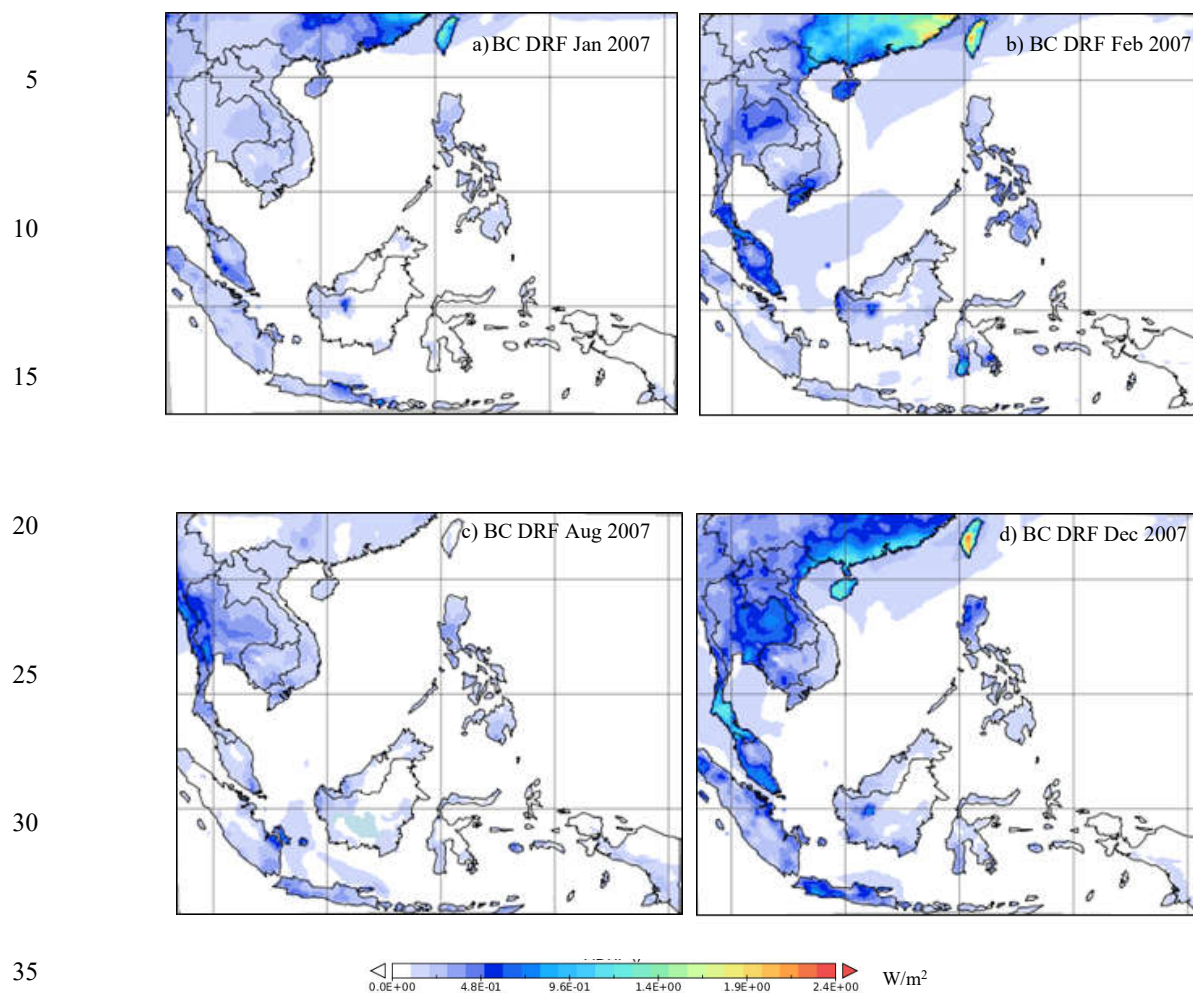 a) BC DRF Jan 2007
b) BC DRF Feb 2007
5
10
15
20
c) BC DRF Aug 2007
d) BC DRF Dec 2007
25
30
35
0.0E+00 4.8E-01 9.6E-01 1.4E+00 1.9E+00 2.4E+00 W/m²